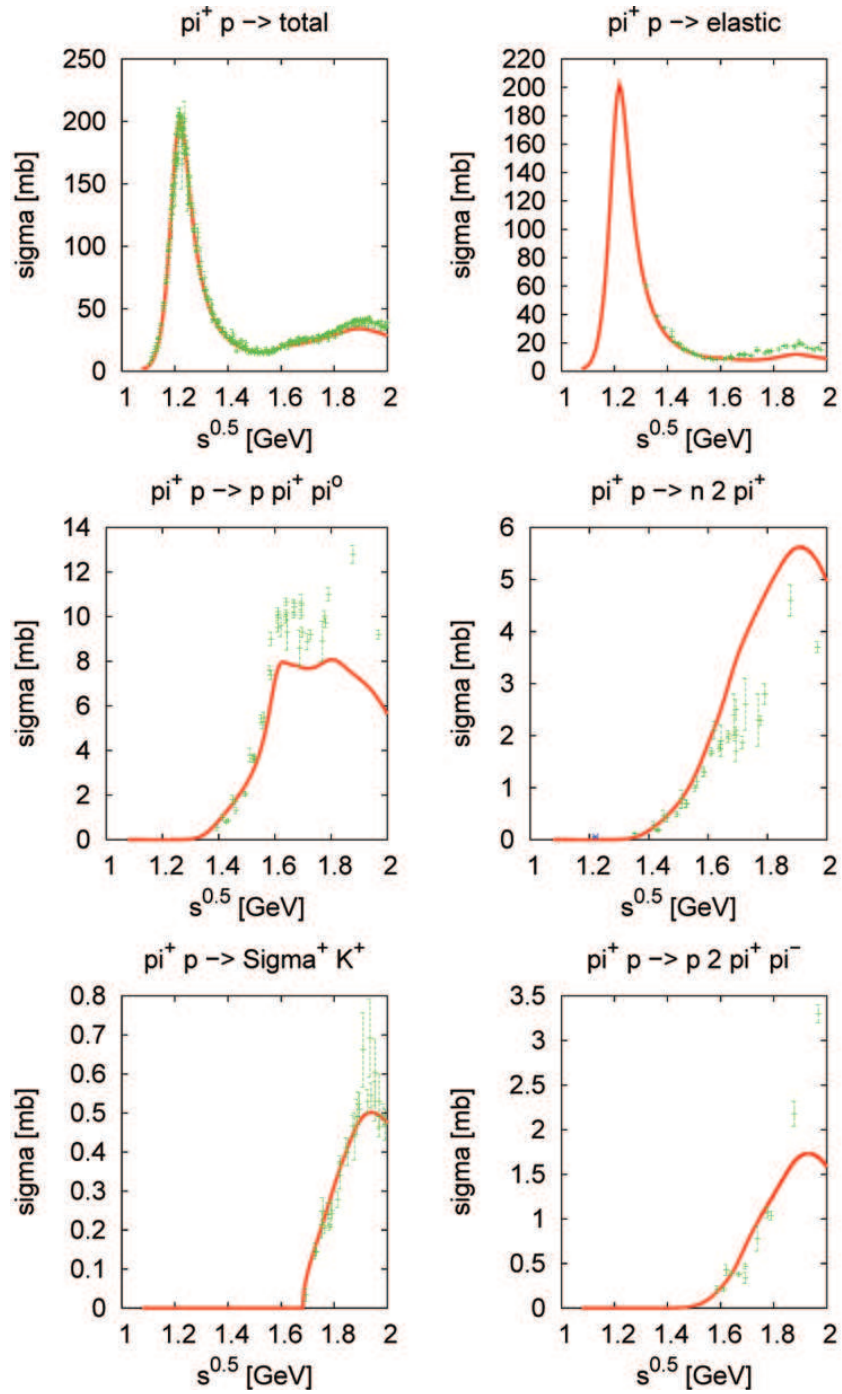 pi+ p -> total
pi+ p -> elastic
sigma [mb]
250
200
150
100
50
0
1 1.2 1.4 1.6 1.8 2
s0.5 [GeV]
sigma [mb]
220
200
180
160
140
120
100
80
60
40
20
0
1 1.2 1.4 1.6 1.8 2
s0.5 [GeV]
pi+ p -> p pi+ pio
pi+ p -> n 2 pi+
sigma [mb]
14
12
10
8
6
4
2
0
1 1.2 1.4 1.6 1.8 2
s0.5 [GeV]
sigma [mb]
6
5
4
3
2
1
0
1 1.2 1.4 1.6 1.8 2
s0.5 [GeV]
pi+ p -> Sigma+ K+
pi+ p -> p 2 pi+ pi-
sigma [mb]
0.8
0.7
0.6
0.5
0.4
0.3
0.2
0.1
0
1 1.2 1.4 1.6 1.8 2
s0.5 [GeV]
sigma [mb]
3.5
3
2.5
2
1.5
1
0.5
0
1 1.2 1.4 1.6 1.8 2
s0.5 [GeV]